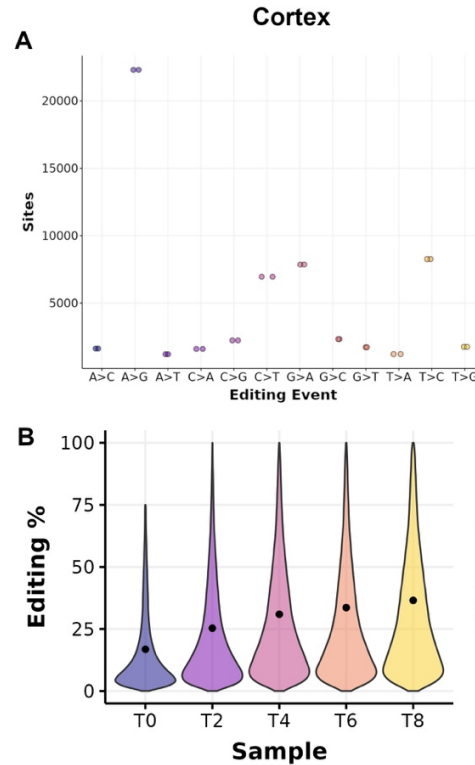 Cortex
A
20000
15000
10000
5000
Sites
A>C A>G A>T C>A C>G C>T G>A G>C G>T T>A T>C T>G
Editing Event
B
100
75
50
25
0
Editing %
T0 T2 T4 T6 T8
Sample